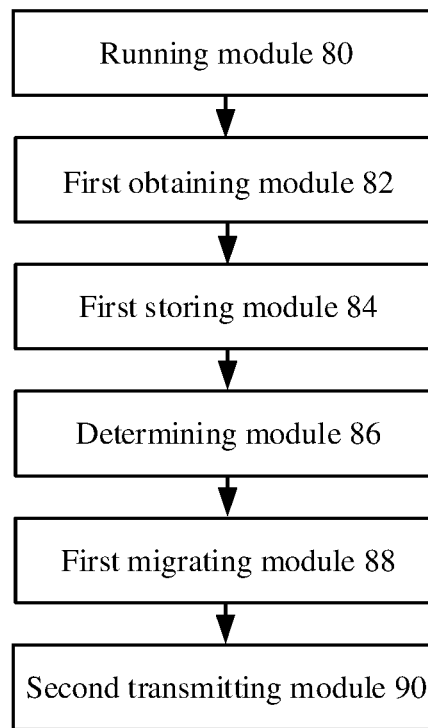 Running module 80
First obtaining module 82
First storing module 84
Determining module 86
First migrating module 88
Second transmitting module 90